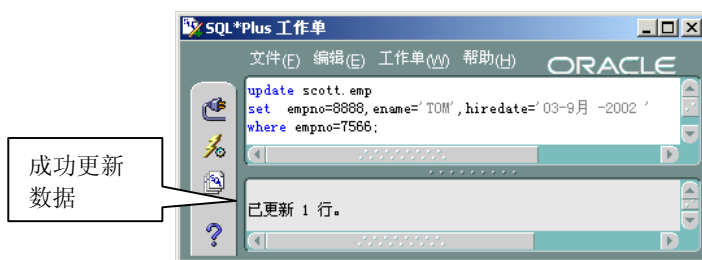 SQL*Plus 工作单
文件(F) 编辑(E) 工作单(W) 帮助(H) ORACLE
update scott.emp
set empno=8888,ename='TOM',hiredate='03-9月 -2002 '
where empno=7566;
成功更新
数据
已更新 1 行。